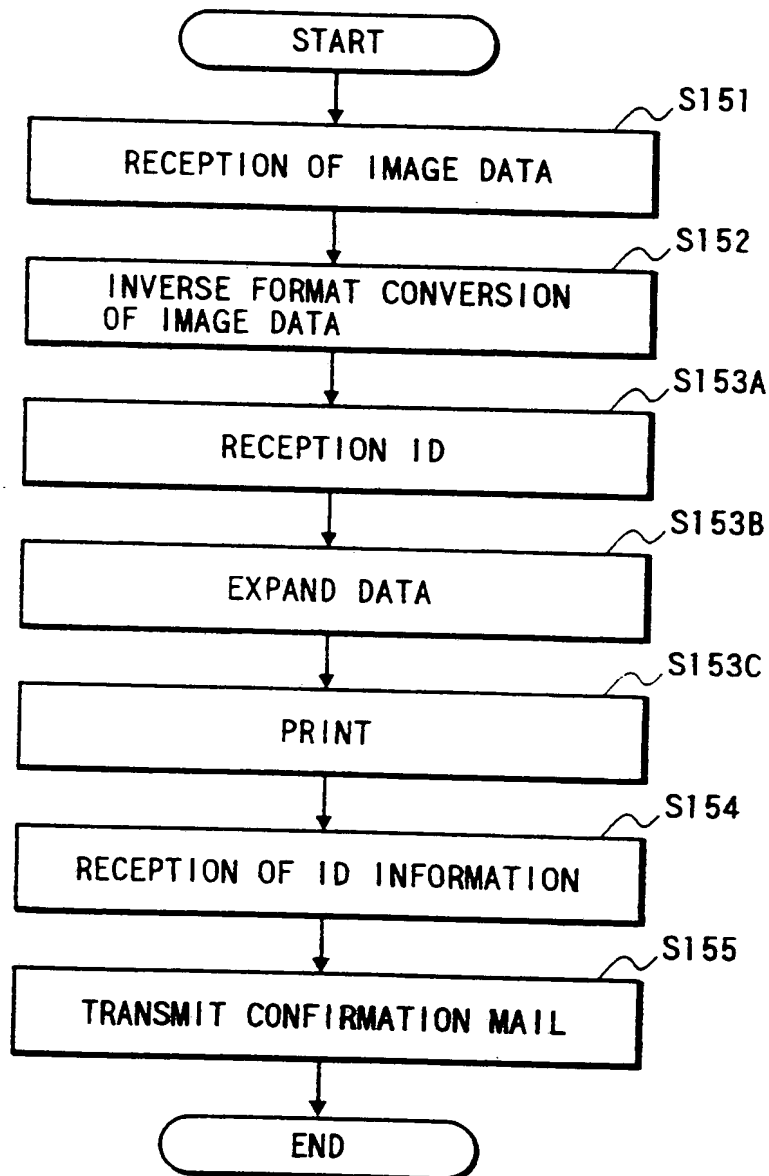 START
S151
RECEPTION OF IMAGE DATA
S152
INVERSE FORMAT CONVERSION
OF IMAGE DATA
S153A
RECEPTION ID
S153B
EXPAND DATA
S153C
PRINT
S154
RECEPTION OF ID INFORMATION
S155
TRANSMIT CONFIRMATION MAIL
END